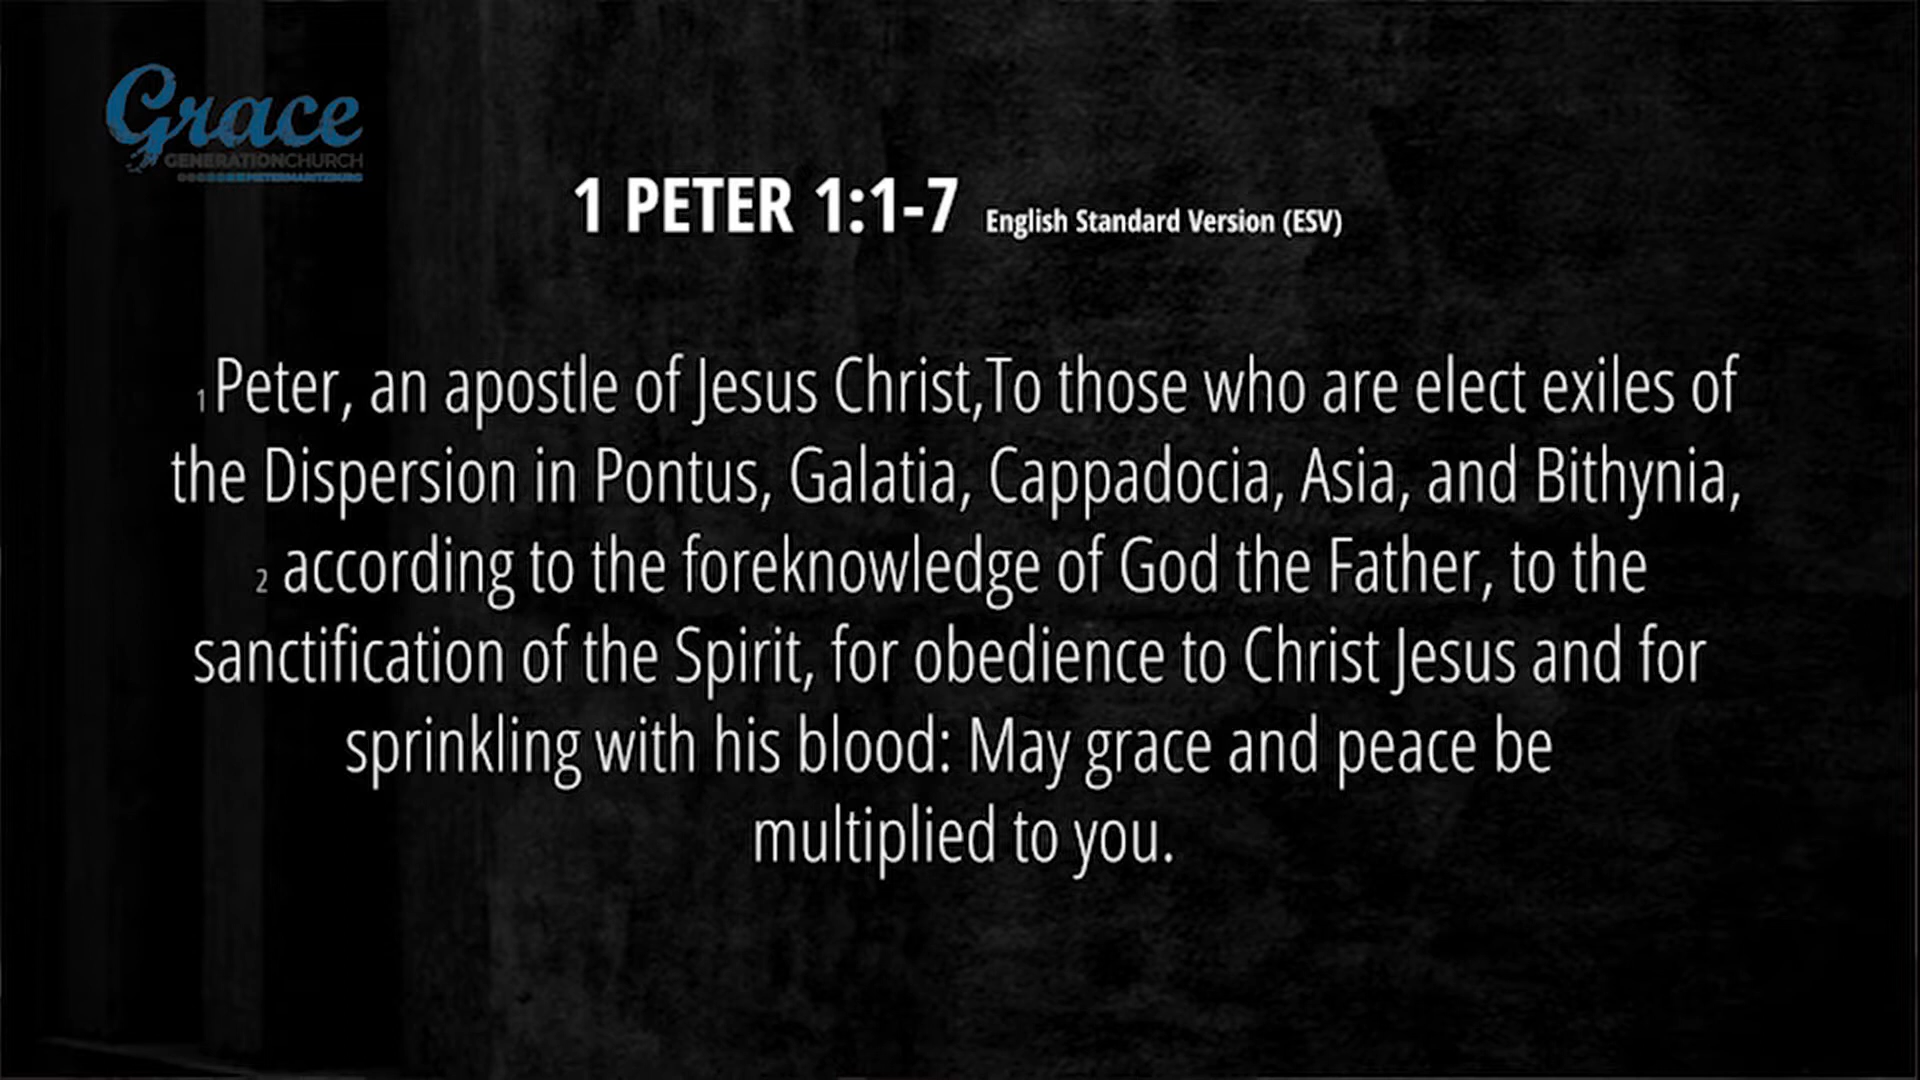 Grace
GENERATIONCHURCH
PIETERMARITZBURG
1 PETER 1:1-7 English Standard Version (ESV)
1 Peter, an apostle of Jesus Christ,To those who are elect exiles of
the Dispersion in Pontus, Galatia, Cappadocia, Asia, and Bithynia,
2 according to the foreknowledge of God the Father, to the
sanctification of the Spirit, for obedience to Christ Jesus and for
sprinkling with his blood: May grace and peace be
multiplied to you.